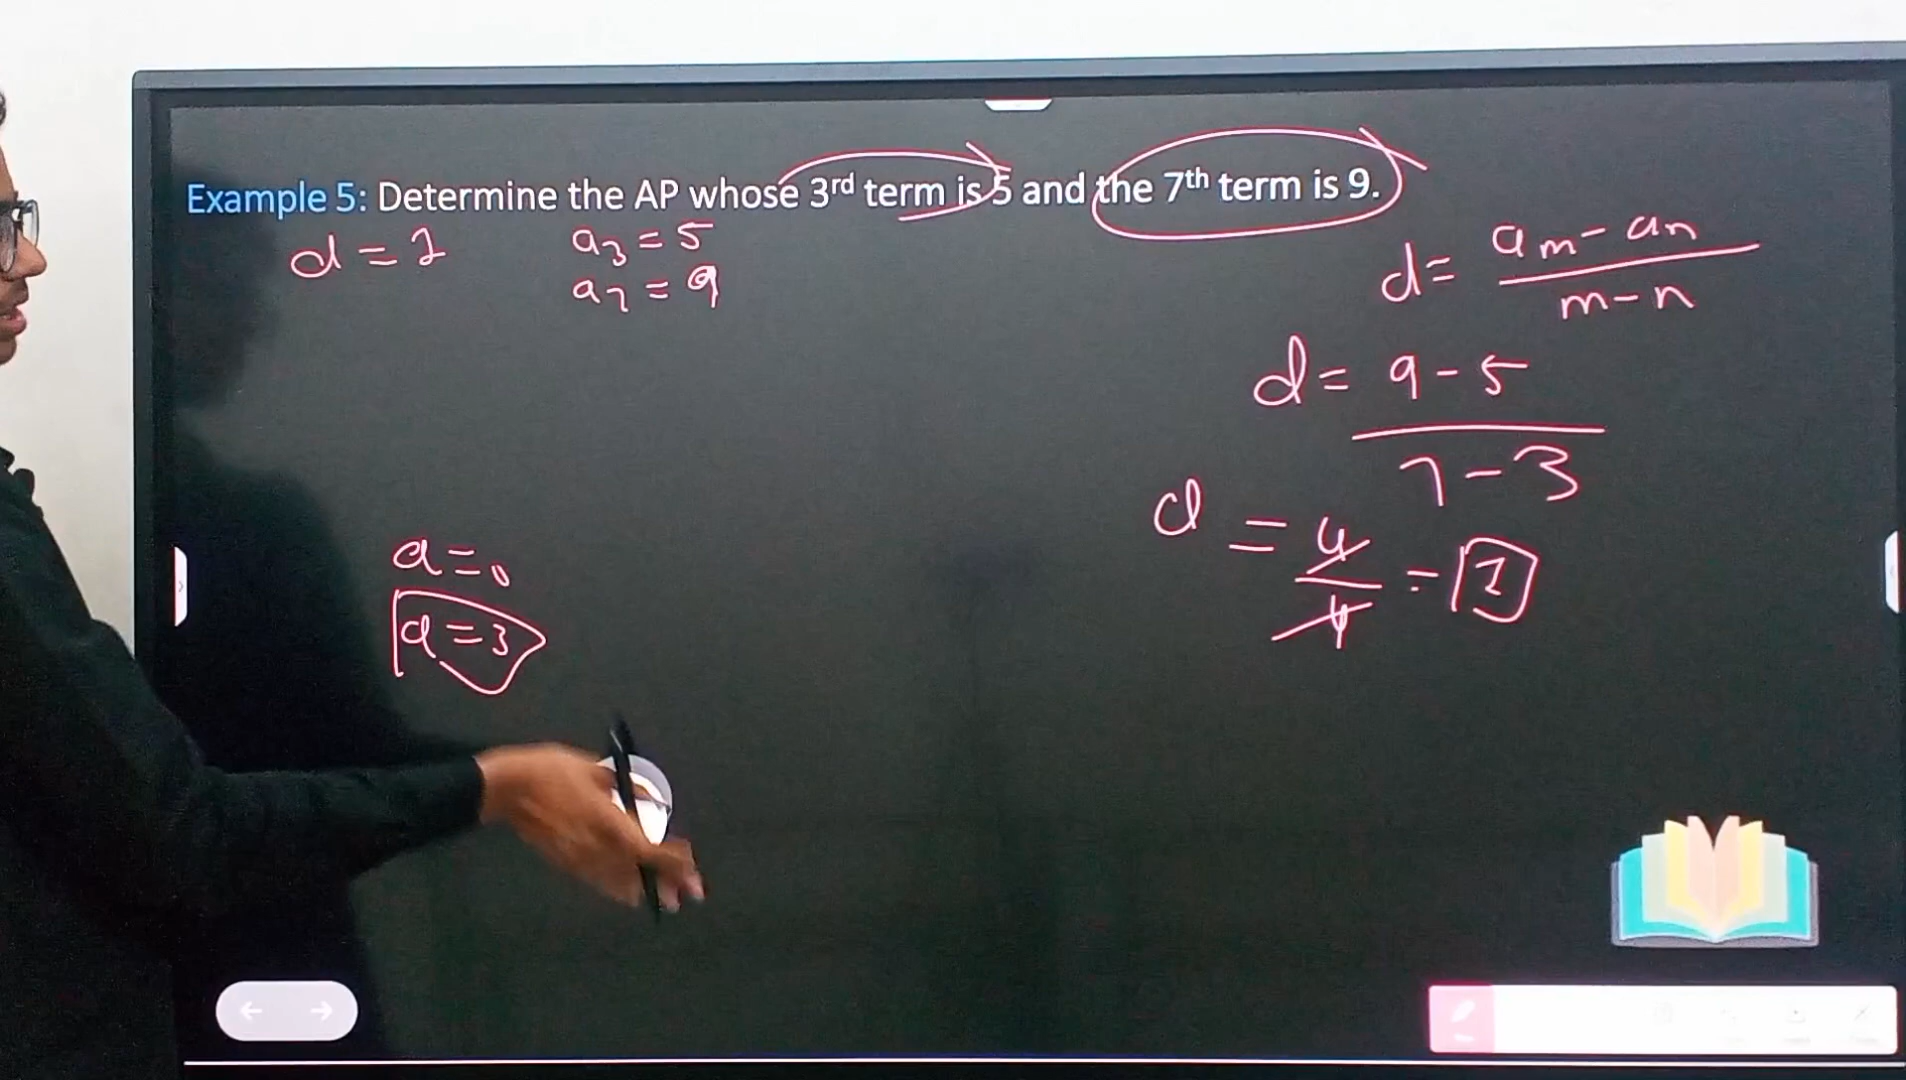 Example 5: Determine the AP whose 3rd term is 5 and the 7th term is 9.
d = 1
a3 = 5
a7 = 9
d = am - an
m - n
d = 9 - 5
7 - 3
d = 4
4
= 1
a = 0
a = 3